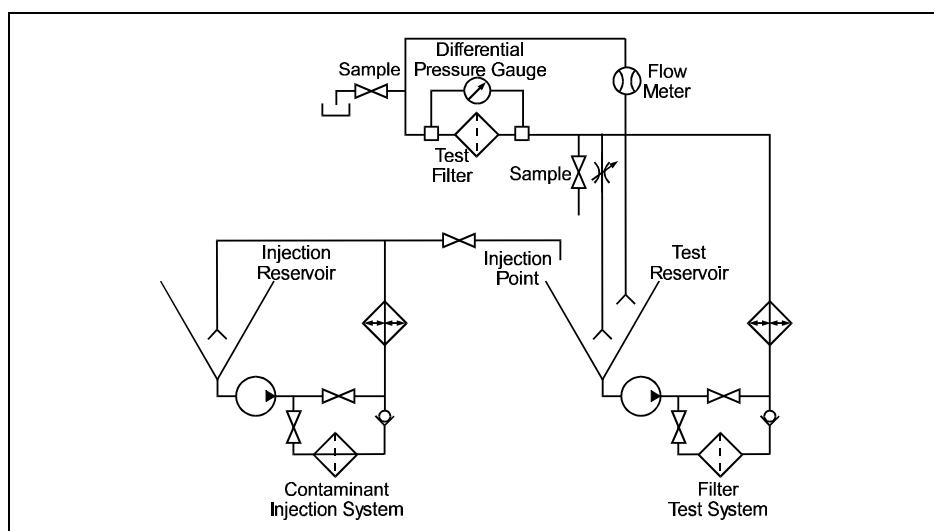 Differential
Pressure Gauge
Sample
Flow
Meter
Test
Filter
Sample
Injection
Reservoir
Injection
Point
Test
Reservoir
Contaminant
Injection System
Filter
Test System